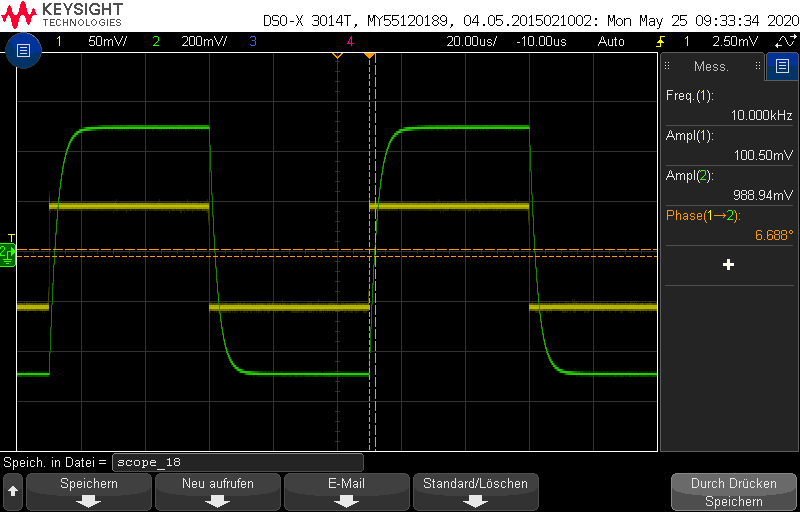 KEYSIGHT
TECHNOLOGIES
DSO-X 3014T, MY55120189, 04.05.2015021002: Mon May 25 09:33:34 2020
1 50mV/ 2 200mV/ 3 4 20.00us/ -10.00us Auto 1 2.50mV
Mess.
Freq.(1):
10.000kHz
Ampl(1):
100.50mV
Ampl(2):
988.94mV
Phase(1→2):
6.688°
+
T
2
Speich. in Datei = scope_18
Speichern
Neu aufrufen
E-Mail
Standard/Löschen
Durch Drücken
Speichern